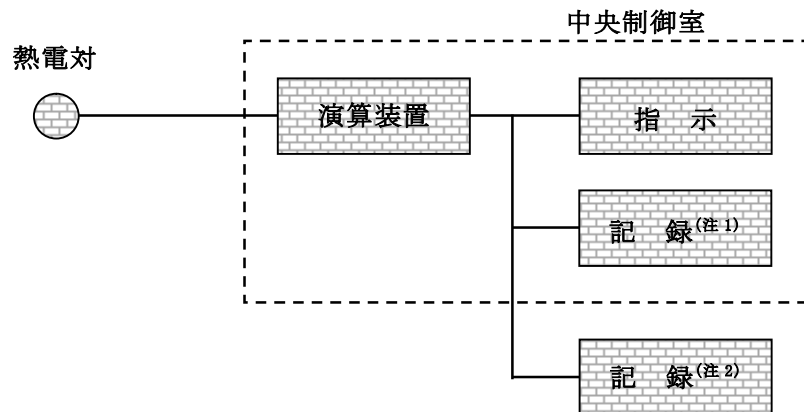 中央制御室
熱電対
演算装置
指 示
記 録(注1)
記 録(注2)